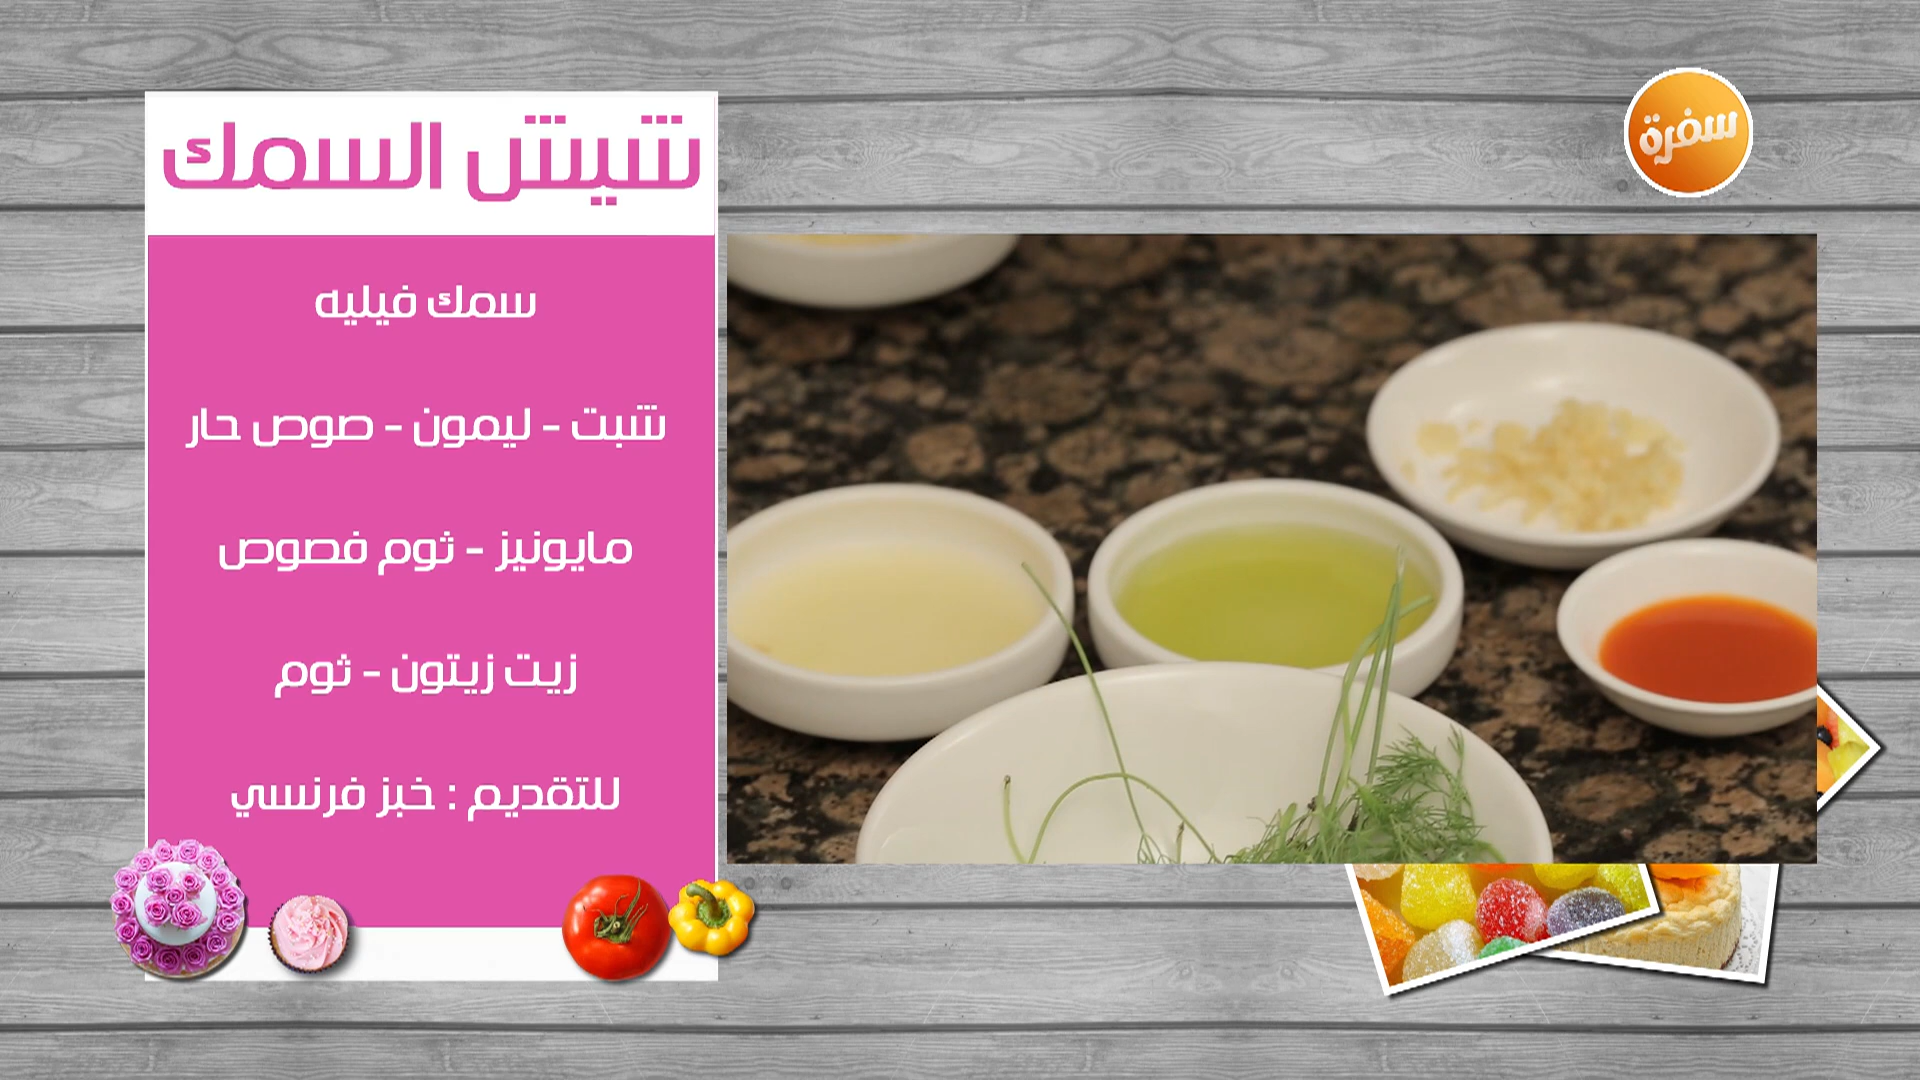 شيش السمك
سفرة
سمك فيليه
شبت - ليمون - صوص حار
مايونيز - ثوم فصوص
زيت زيتون - ثوم
للتقديم : خبز فرنسي